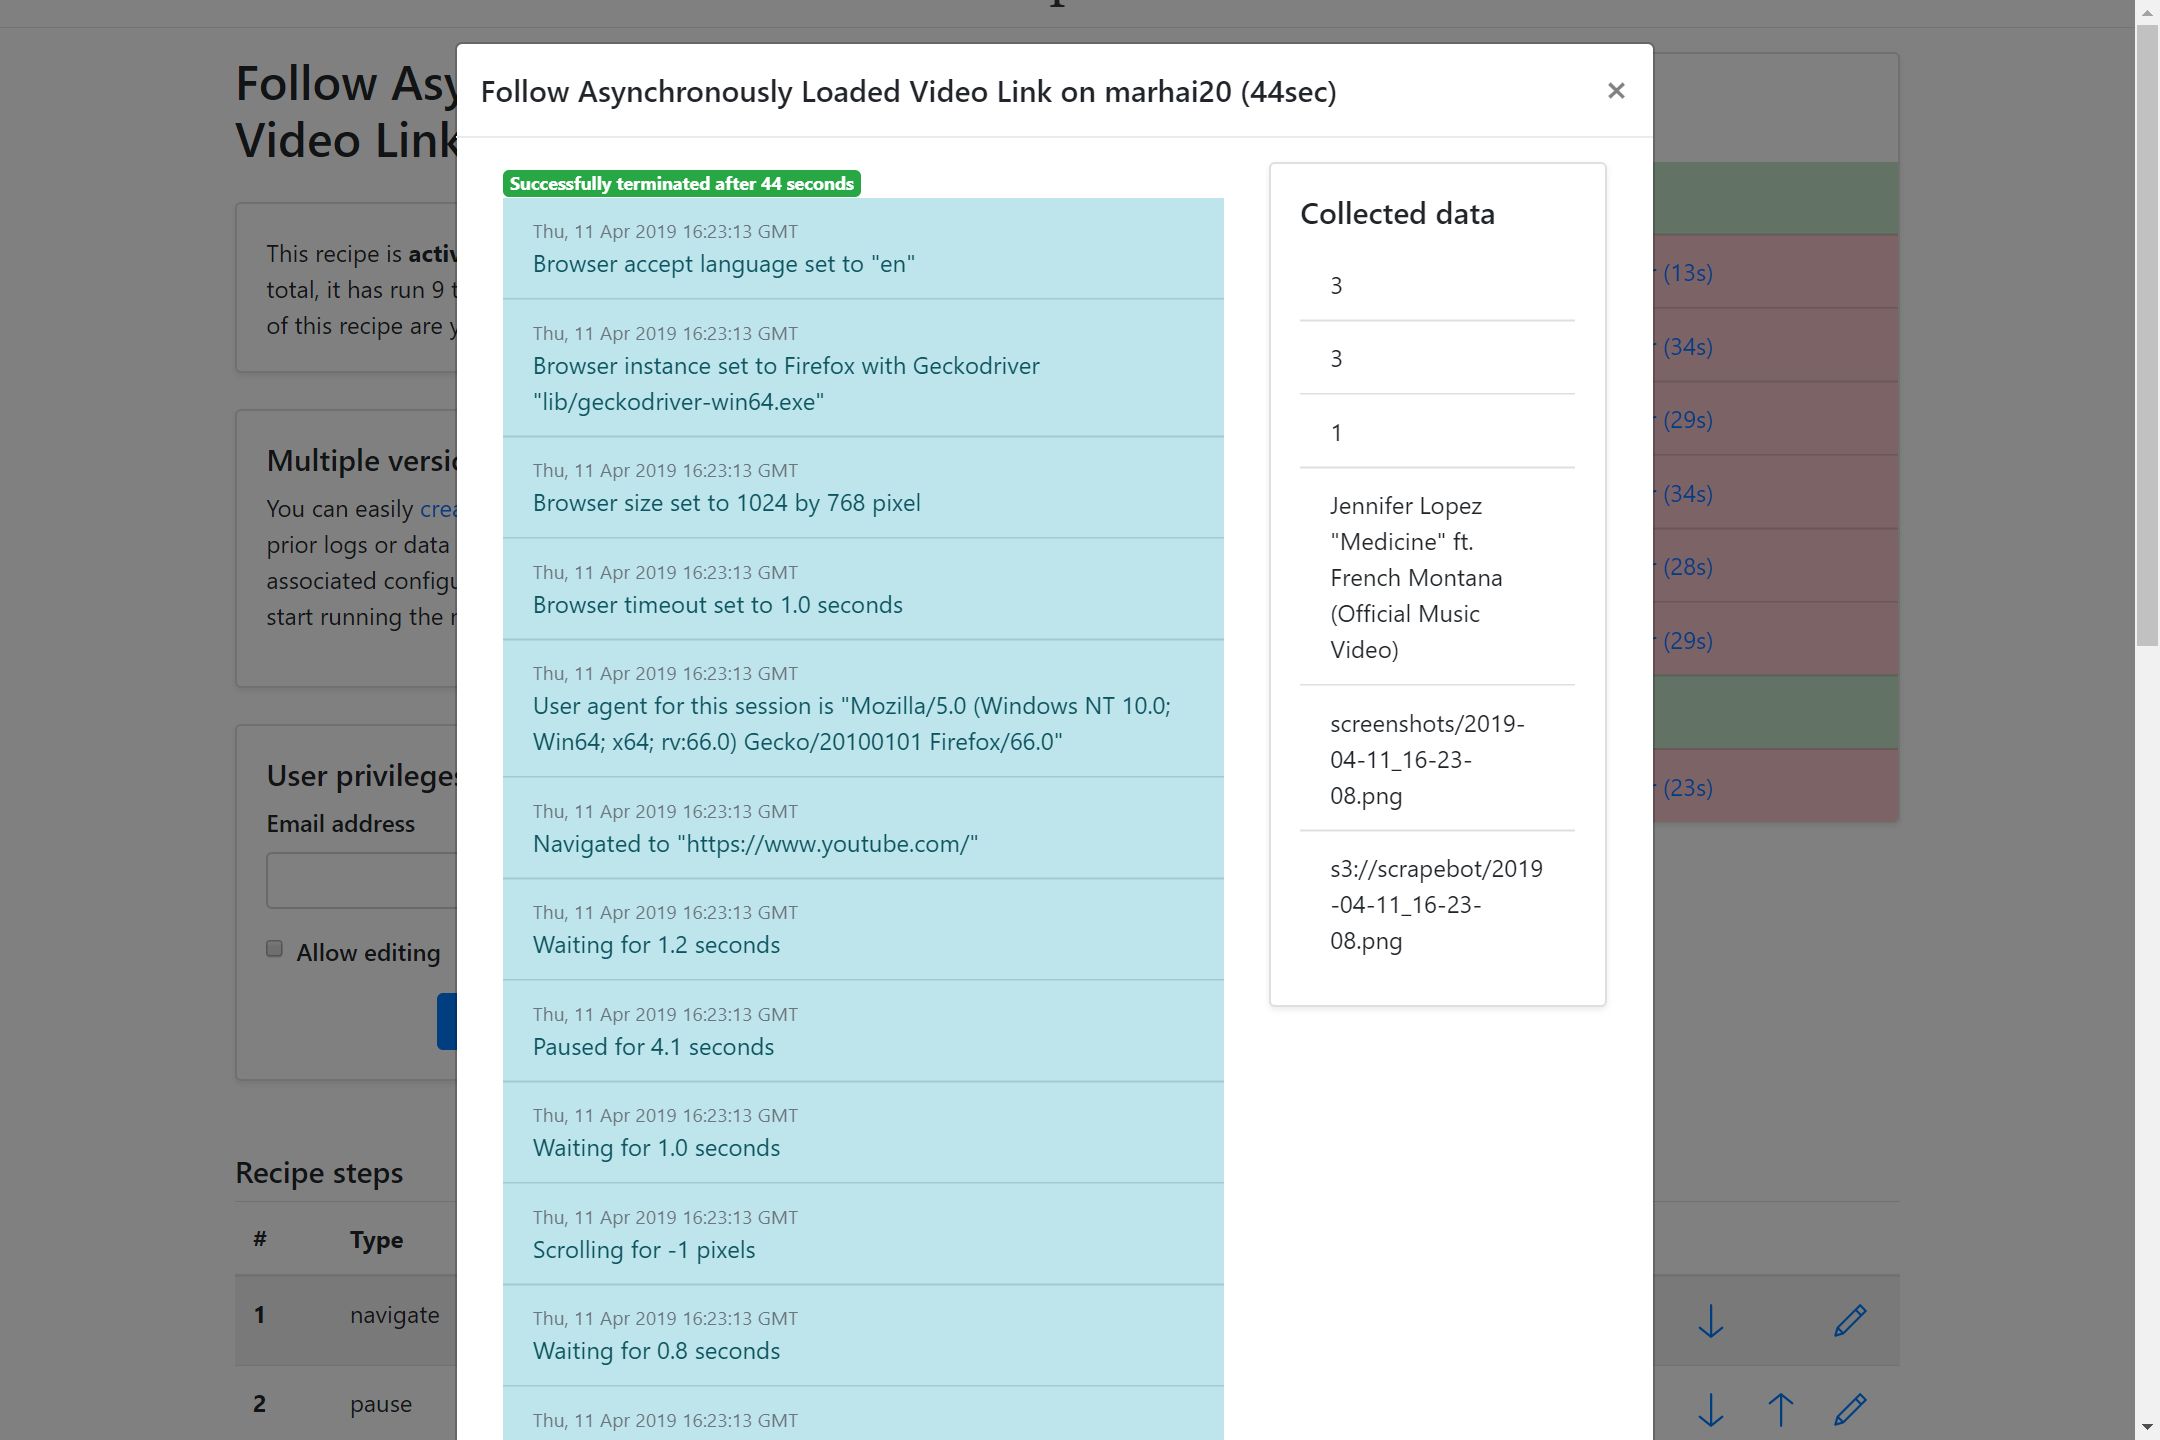 Follow Asy
Video Link
This recipe is activ
total, it has run 9 t
of this recipe are y
Multiple versio
You can easily crea
prior logs or data
associated configu
start running the r
User privileges
Email address
Allow editing
Recipe steps
# Type
1 navigate
2 pause
Follow Asynchronously Loaded Video Link on marhai20 (44sec)
×
Successfully terminated after 44 seconds
Thu, 11 Apr 2019 16:23:13 GMT
Browser accept language set to "en"
Thu, 11 Apr 2019 16:23:13 GMT
Browser instance set to Firefox with Geckodriver
"lib/geckodriver-win64.exe"
Thu, 11 Apr 2019 16:23:13 GMT
Browser size set to 1024 by 768 pixel
Thu, 11 Apr 2019 16:23:13 GMT
Browser timeout set to 1.0 seconds
Thu, 11 Apr 2019 16:23:13 GMT
User agent for this session is "Mozilla/5.0 (Windows NT 10.0;
Win64; x64; rv:66.0) Gecko/20100101 Firefox/66.0"
Thu, 11 Apr 2019 16:23:13 GMT
Navigated to "https://www.youtube.com/"
Thu, 11 Apr 2019 16:23:13 GMT
Waiting for 1.2 seconds
Thu, 11 Apr 2019 16:23:13 GMT
Paused for 4.1 seconds
Thu, 11 Apr 2019 16:23:13 GMT
Waiting for 1.0 seconds
Thu, 11 Apr 2019 16:23:13 GMT
Scrolling for -1 pixels
Thu, 11 Apr 2019 16:23:13 GMT
Waiting for 0.8 seconds
Thu, 11 Apr 2019 16:23:13 GMT
Collected data
3
3
1
Jennifer Lopez
"Medicine" ft.
French Montana
(Official Music
Video)
screenshots/2019-
04-11_16-23-
08.png
s3://scrapebot/2019
-04-11_16-23-
08.png
r (13s)
r (34s)
r (29s)
r (34s)
r (28s)
r (29s)
r (23s)